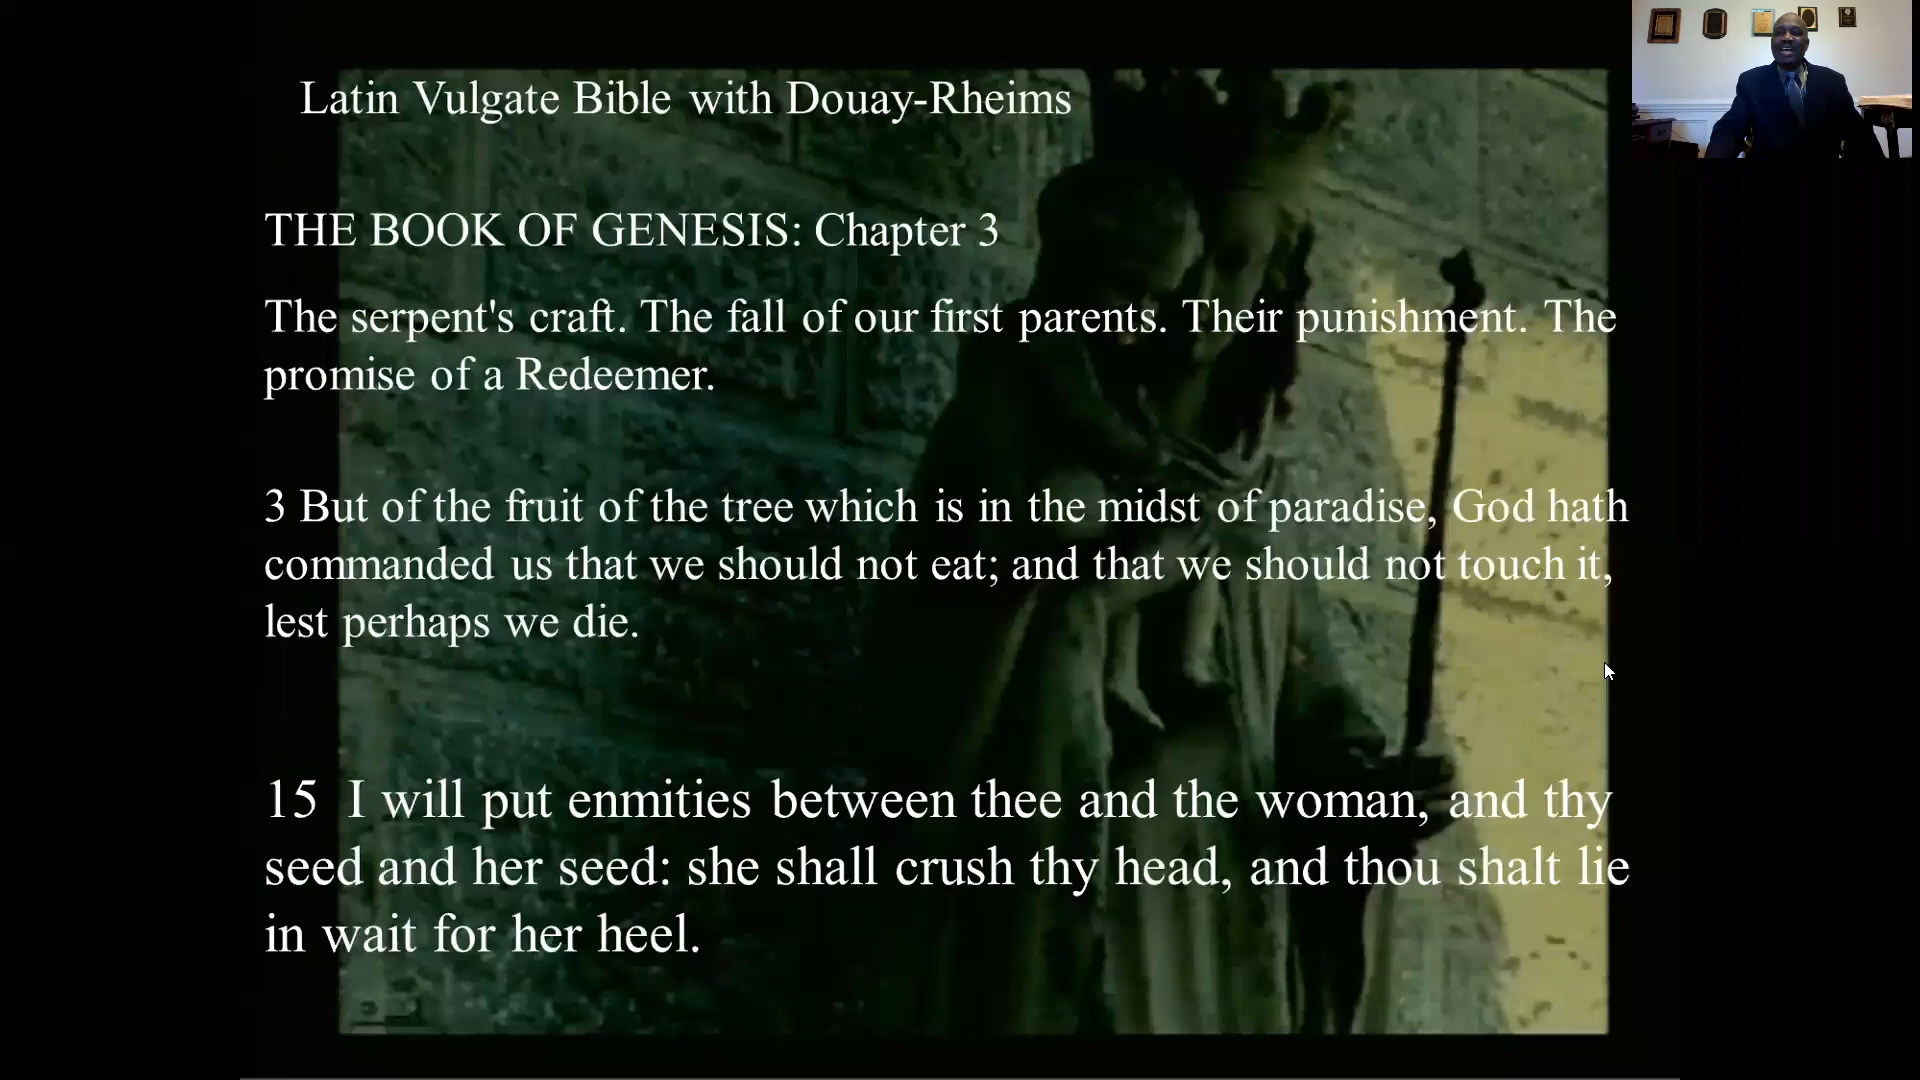 Latin Vulgate Bible with Douay-Rheims
THE BOOK OF GENESIS: Chapter 3
The serpent's craft. The fall of our first parents. Their punishment. The
promise of a Redeemer.
3 But of the fruit of the tree which is in the midst of paradise, God hath
commanded us that we should not eat; and that we should not touch it,
lest perhaps we die.
15 I will put enmities between thee and the woman, and thy
seed and her seed: she shall crush thy head, and thou shalt lie
in wait for her heel.